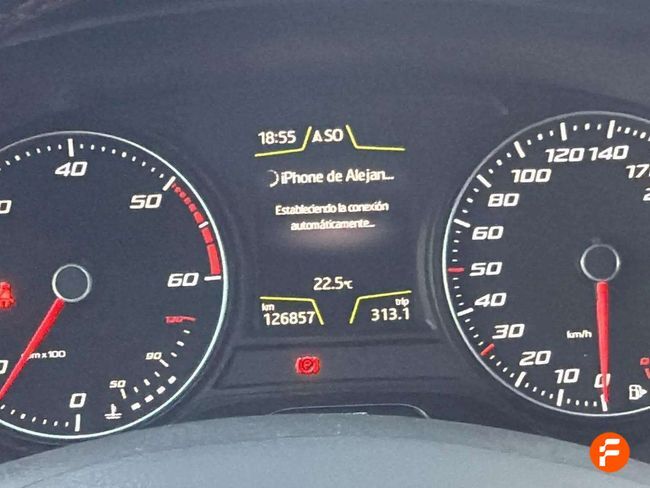 18:55 ASO
iPhone de Alejan...
Estableciendo la conexión
automáticamente...
22.5°C
km
126857
trip
313.1
40
50
60
120
90
50
0
km/h
0
10
20
30
40
50
60
80
100
120
140